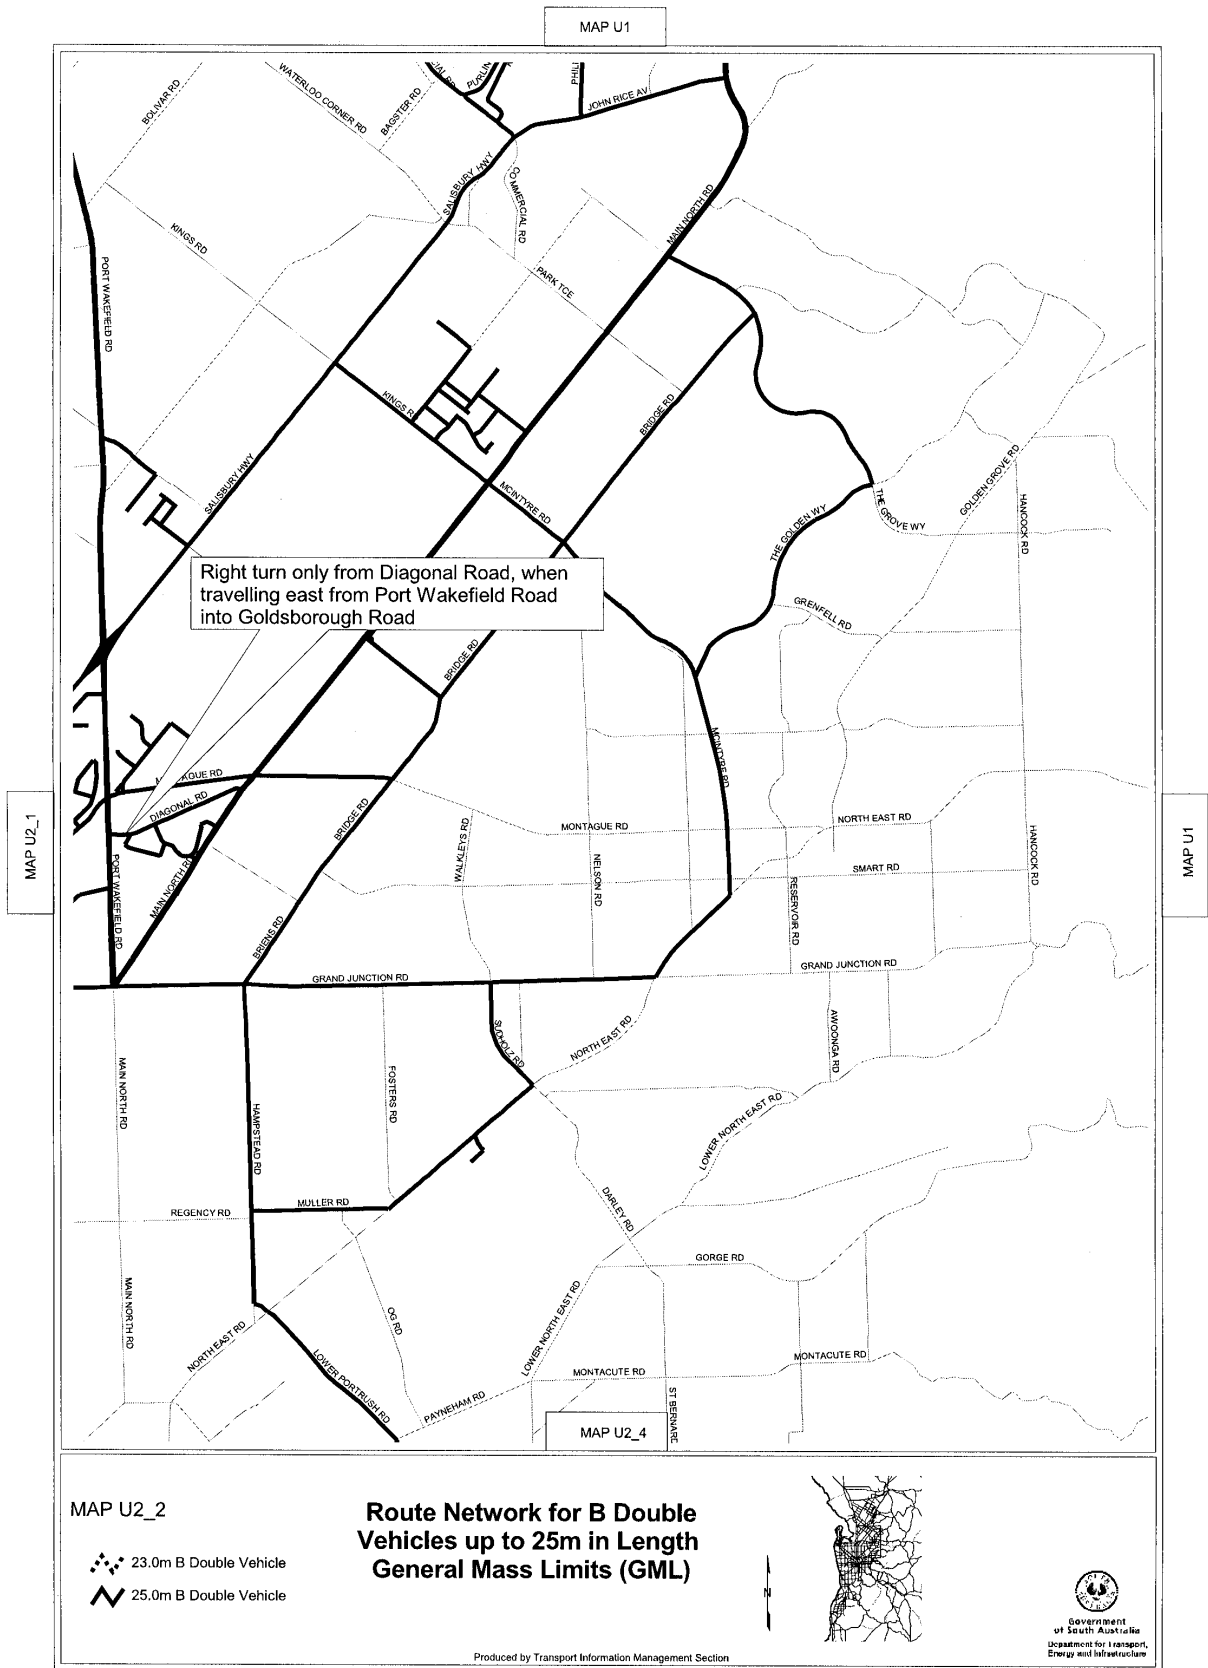 MAP U1
BOLIVAR RD
WATERLOO CORNER RD
BAGSTER RD
JOHN RICE AV
SALISBURY HWY
COMMERCIAL RD
MAIN NORTH RD
KINGS RD
PARK TCE
PORT WAKEFIELD RD
BRIDGE RD
SALISBURY HWY
MCINTYRE RD
GOLDEN GROVE RD
THE GROVE WY
HANCOCK RD
THE GOLDEN WY
Right turn only from Diagonal Road, when
travelling east from Port Wakefield Road
into Goldsborough Road
GRENFELL RD
BRIDGE RD
MCINTYRE RD
DIAGONAL RD
BRIDGE RD
WALKLEYS RD
MONTAGUE RD
NORTH EAST RD
HANCOCK RD
MAP U2_1
MAP U1
SMART RD
NELSON RD
RESERVOIR RD
PORT WAKEFIELD RD
MAIN NORTH RD
BRIENS RD
GRAND JUNCTION RD
GRAND JUNCTION RD
SUDHOLZ RD
NORTH EAST RD
AWOONGA RD
MAIN NORTH RD
FOSTERS RD
HAMPSTEAD RD
LOWER NORTH EAST RD
MULLER RD
REGENCY RD
DARLEY RD
GORGE RD
MAIN NORTH RD
NORTH EAST RD
OG RD
LOWER NORTH EAST RD
LOWER PORTRUSH RD
MONTACUTE RD
MONTACUTE RD
PAYNEHAM RD
MAP U2_4
MAP U2_2
23.0m B Double Vehicle
25.0m B Double Vehicle
Route Network for B Double
Vehicles up to 25m in Length
General Mass Limits (GML)
N
Government
of South Australia
Department for Transport,
Energy and Infrastructure
Produced by Transport Information Management Section